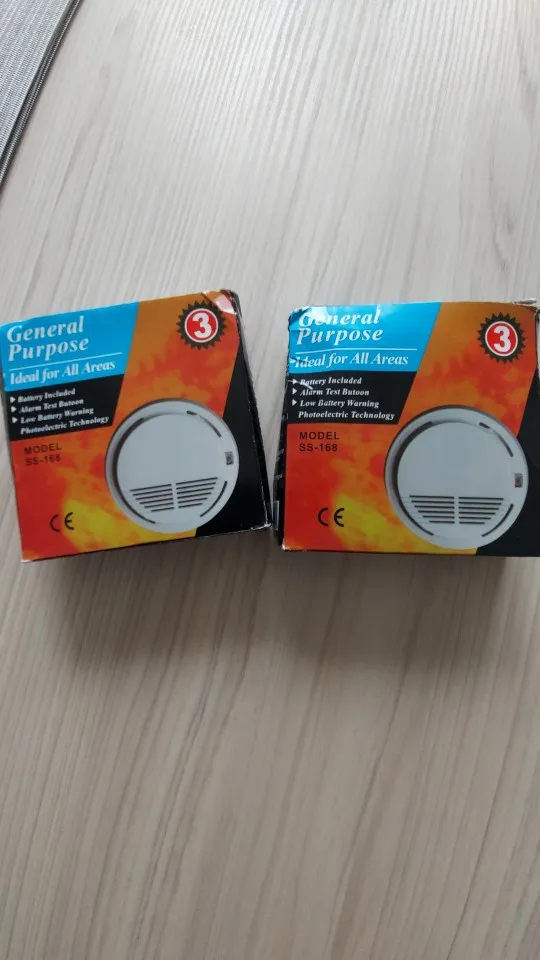 General
Purpose
Ideal for All Areas
Battery Included
Alarm Test Butoon
Low Battery Warning
Photoelectric Technology
MODEL
SS-168
CE
3
General
Purpose
Ideal for All Areas
Battery Included
Alarm Test Butoon
Low Battery Warning
Photoelectric Technology
MODEL
SS-168
CE
3